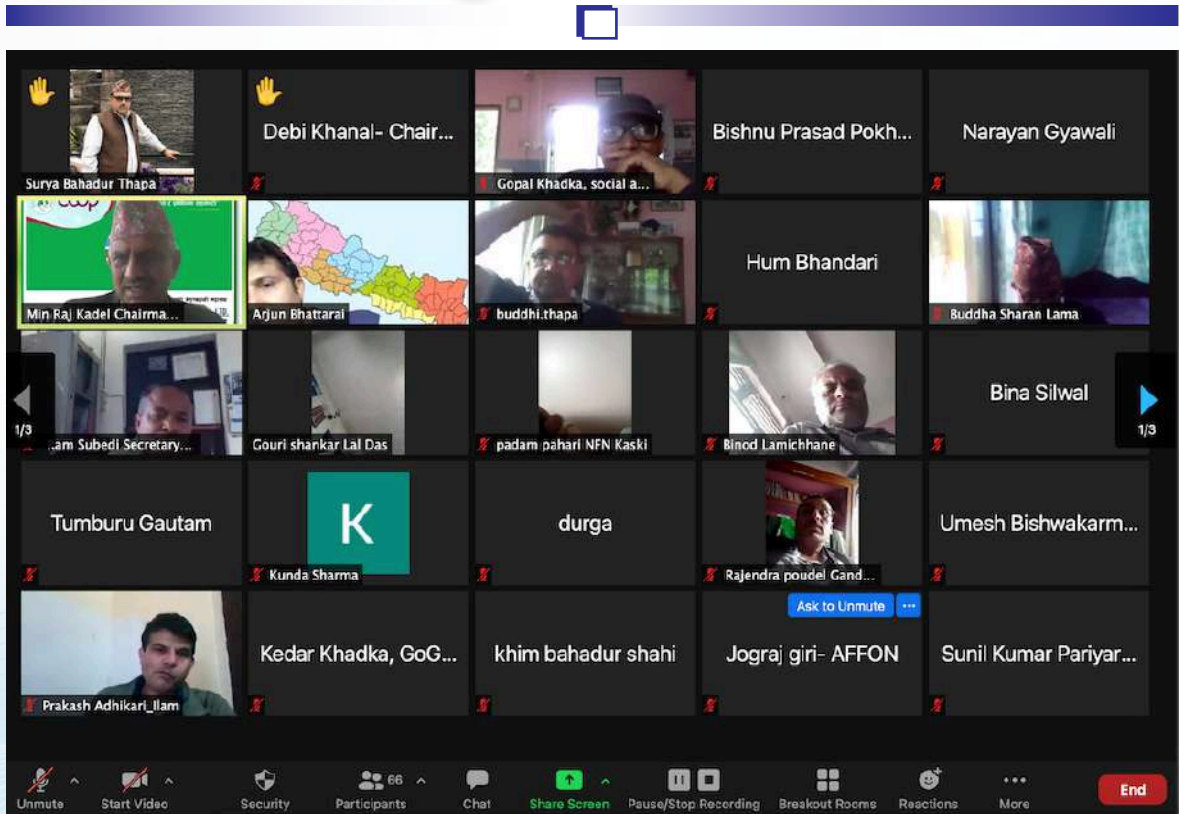 Surya Bahadur Thapa
Debi Khanal- Chair...
Gopal Khadka, social a...
Bishnu Prasad Pokh...
Narayan Gyawali
coop
Min Raj Kadel Chairma...
Arjun Bhattarai
buddhi.thapa
Hum Bhandari
Buddha Sharan Lama
1/3
.am Subedi Secretary...
Gouri shankar Lal Das
padam pahari NFN Kaski
Binod Lamichhane
Bina Silwal
1/3
Tumburu Gautam
K
Kunda Sharma
durga
Rajendra poudel Gand...
Umesh Bishwakarm...
Prakash Adhikari_Ilam
Kedar Khadka, GoG...
khim bahadur shahi
Ask to Unmute
Jograj giri- AFFON
Sunil Kumar Pariyar...
Unmute
Start Video
Security
66
Participants
Chat
Share Screen
Pause/Stop Recording
Breakout Rooms
Reactions
More
End